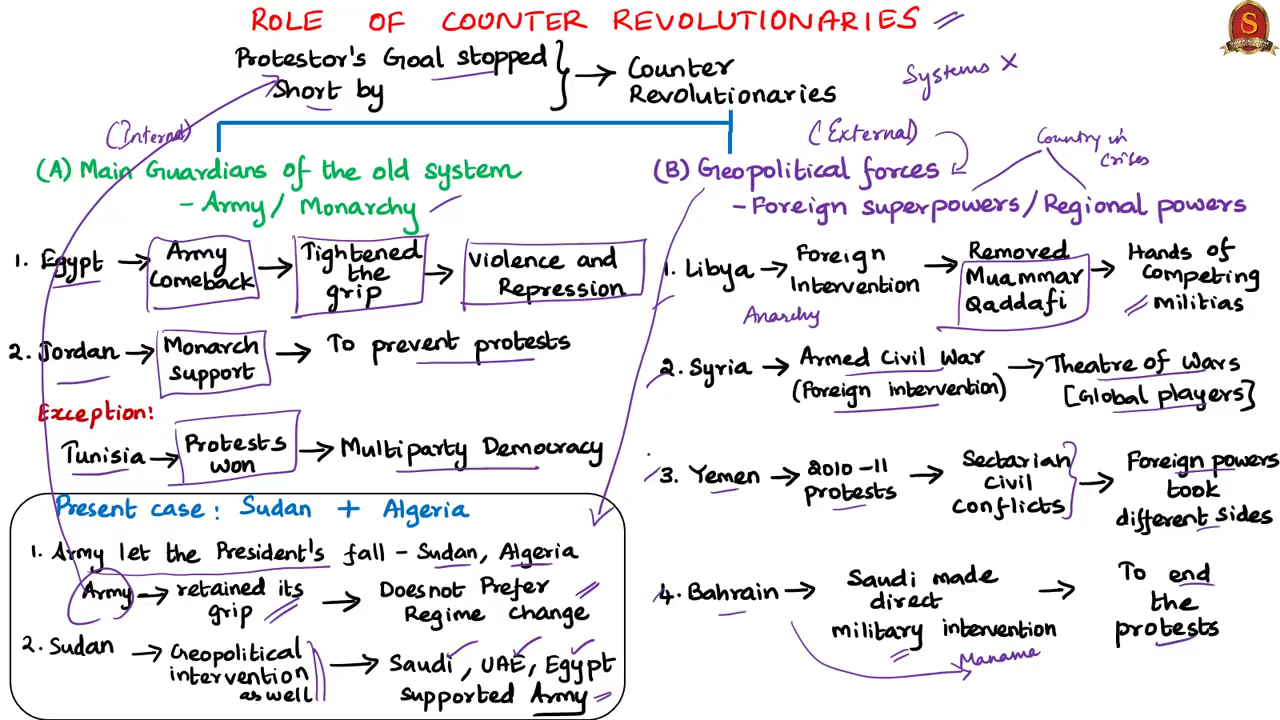 ROLE OF COUNTER REVOLUTIONARIES
Protestor's Goal stopped
Short by
Counter
Revolutionaries
Systems X
(Internal)
(A) Main Guardians of the old system
- Army/ Monarchy
1. Egypt → Army Comeback → Tightened the grip → Violence and Repression
2. Jordan → Monarch support → To prevent protests
Exception:
Tunisia → Protests won → Multiparty Democracy
Present case: Sudan + Algeria
1. Army let the President's fall - Sudan, Algeria
Army → retained its grip → Does not Prefer Regime change
2. Sudan → Geopolitical intervention as well → Saudi, UAE, Egypt supported Army
(External)
Country in
Crises
(B) Geopolitical forces
- Foreign superpowers/Regional powers
1. Libya → Foreign Intervention → Removed Muammar Qaddafi → Hands of competing militias
Anarchy
2. Syria → Armed Civil War (Foreign intervention) → Theatre of Wars [Global players]
3. Yemen → 2010-11 protests → Sectarian civil conflicts → Foreign powers took different sides
4. Bahrain → Saudi made direct military intervention → To end the protests
Manama
S